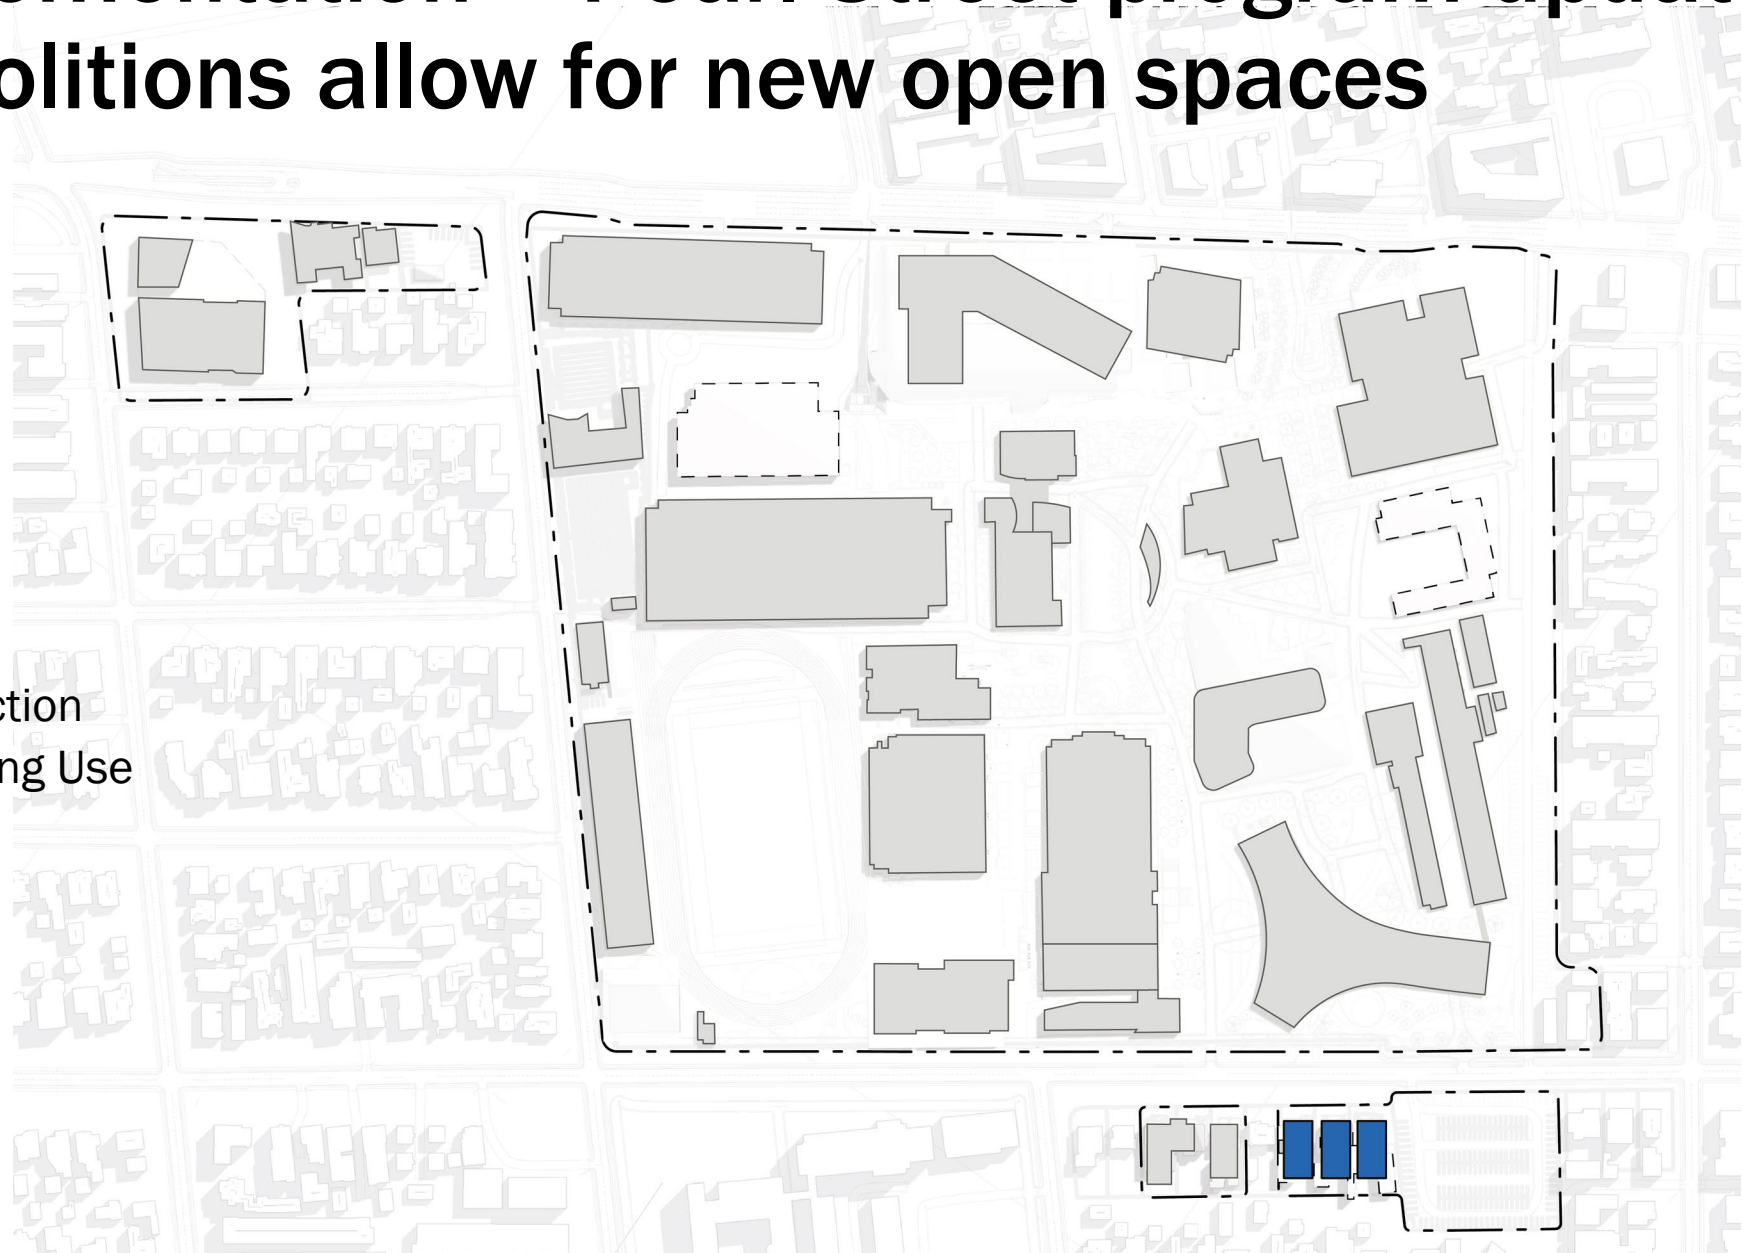 olitions allow for new open spaces
ction
ng Use